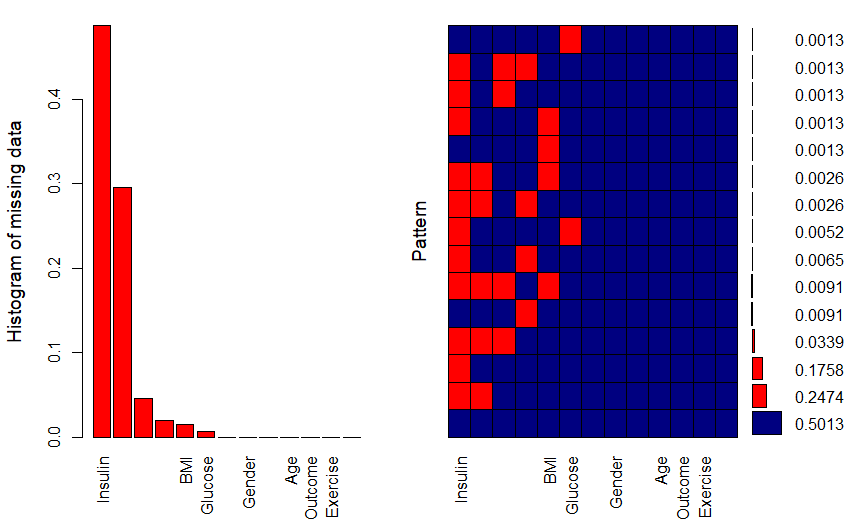 Histogram of missing data
0.0
0.1
0.2
0.3
0.4
Insulin
BMI
Glucose
Gender
Age
Outcome
Exercise
Pattern
Insulin
BMI
Glucose
Gender
Age
Outcome
Exercise
0.0013
0.0013
0.0013
0.0013
0.0013
0.0026
0.0026
0.0052
0.0065
0.0091
0.0091
0.0339
0.1758
0.2474
0.5013